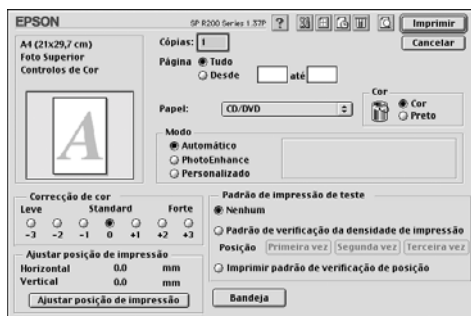 EPSON
SP R200 Series 1.37P
Imprimir
Cancelar
A4 (21x29,7 cm)
Foto Superior
Controlos de Cor
A
Cópias: 1
Página Tudo
Desde até
Papel: CD/DVD
Cor
Cor
Preto
Modo
Automático
PhotoEnhance
Personalizado
Correcção de cor
Leve Standard Forte
-3 -2 -1 0 +1 +2 +3
Ajustar posição de impressão
Horizontal 0.0 mm
Vertical 0.0 mm
Ajustar posição de impressão
Padrão de impressão de teste
Nenhum
Padrão de verificação da densidade de impressão
Posição Primeira vez Segunda vez Terceira vez
Imprimir padrão de verificação de posição
Bandeja